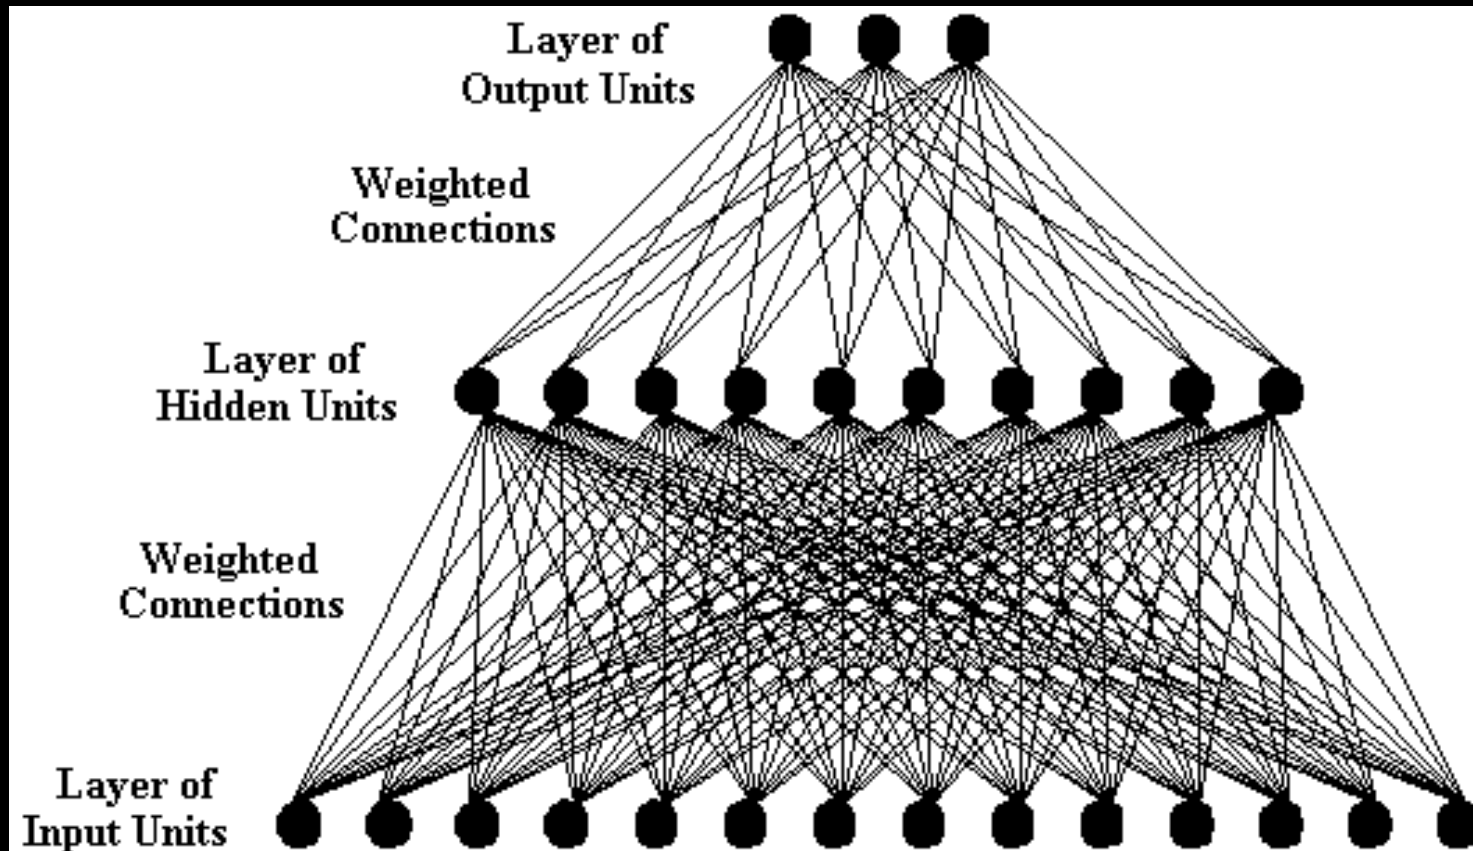 Layer of
Output Units
Weighted
Connections
Layer of
Hidden Units
Weighted
Connections
Layer of
Input Units